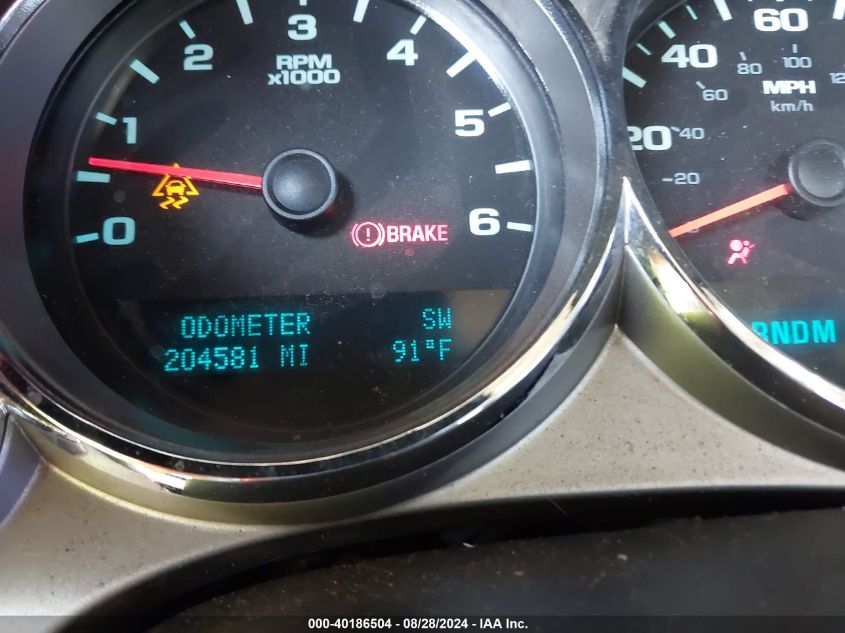 0 1 2 3 4 5 6
RPM
x1000
BRAKE
ODOMETER SW
204581 MI 91°F
20 40 60
20 40 60 80 100
MPH
km/h
RNDM
000-40186504 - 08/28/2024 - IAA Inc.